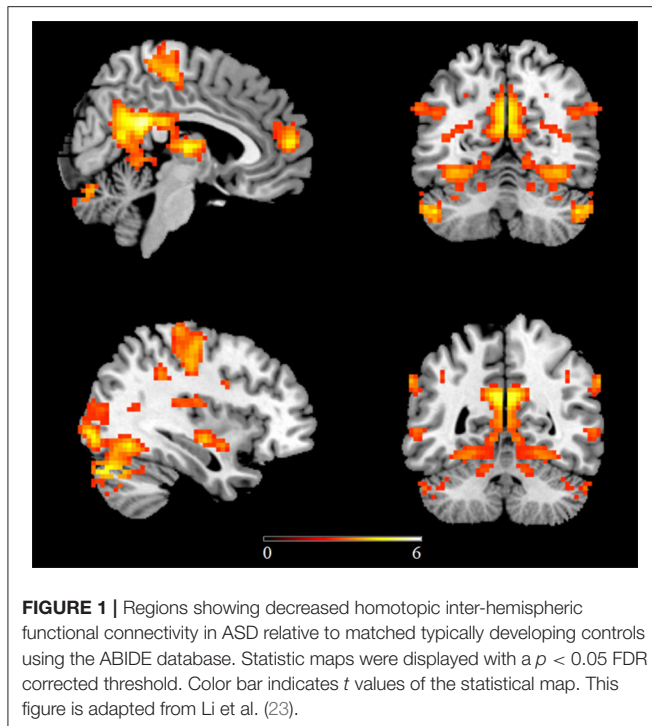 0 6
FIGURE 1 | Regions showing decreased homotopic inter-hemispheric
functional connectivity in ASD relative to matched typically developing controls
using the ABIDE database. Statistic maps were displayed with a p < 0.05 FDR
corrected threshold. Color bar indicates t values of the statistical map. This
figure is adapted from Li et al. (23).